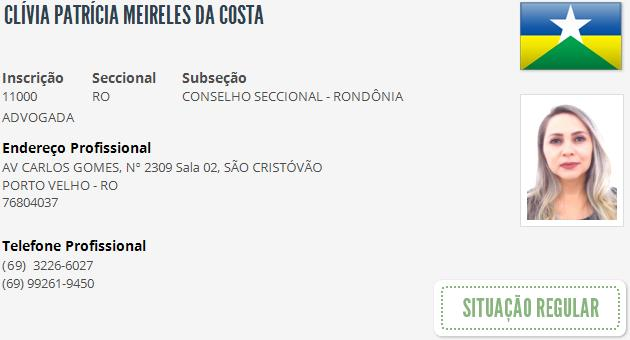 CLÍVIA PATRÍCIA MEIRELES DA COSTA
Inscrição Seccional Subseção
11000 RO CONSELHO SECCIONAL - RONDÔNIA
ADVOGADA
Endereço Profissional
AV CARLOS GOMES, Nº 2309 Sala 02, SÃO CRISTÓVÃO
PORTO VELHO - RO
76804037
Telefone Profissional
(69) 3226-6027
(69) 99261-9450
SITUAÇÃO REGULAR